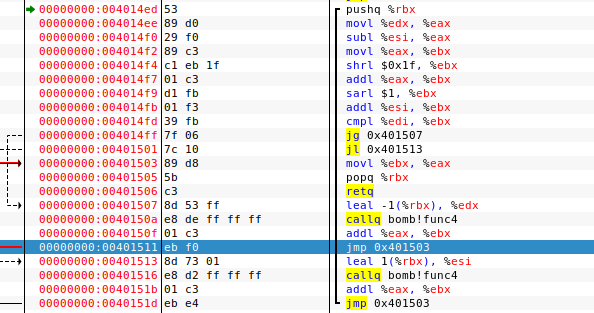 00000000:004014ed 53 pushq %rbx
00000000:004014ee 89 d0 movl %edx, %eax
00000000:004014f0 29 f0 subl %esi, %eax
00000000:004014f2 89 c3 movl %eax, %ebx
00000000:004014f4 c1 eb 1f shrl $0x1f, %ebx
00000000:004014f7 01 c3 addl %eax, %ebx
00000000:004014f9 d1 fb sarl $1, %ebx
00000000:004014fb 01 f3 addl %esi, %ebx
00000000:004014fd 39 fb cmpl %edi, %ebx
00000000:004014ff 7f 06 jg 0x401507
00000000:00401501 7c 10 jl 0x401513
00000000:00401503 89 d8 movl %ebx, %eax
00000000:00401505 5b popq %rbx
00000000:00401506 c3 retq
00000000:00401507 8d 53 ff leal -1(%rbx), %edx
00000000:0040150a e8 de ff ff ff callq bomb!func4
00000000:0040150f 01 c3 addl %eax, %ebx
00000000:00401511 eb f0 jmp 0x401503
00000000:00401513 8d 73 01 leal 1(%rbx), %esi
00000000:00401516 e8 d2 ff ff ff callq bomb!func4
00000000:0040151b 01 c3 addl %eax, %ebx
00000000:0040151d eb e4 jmp 0x401503